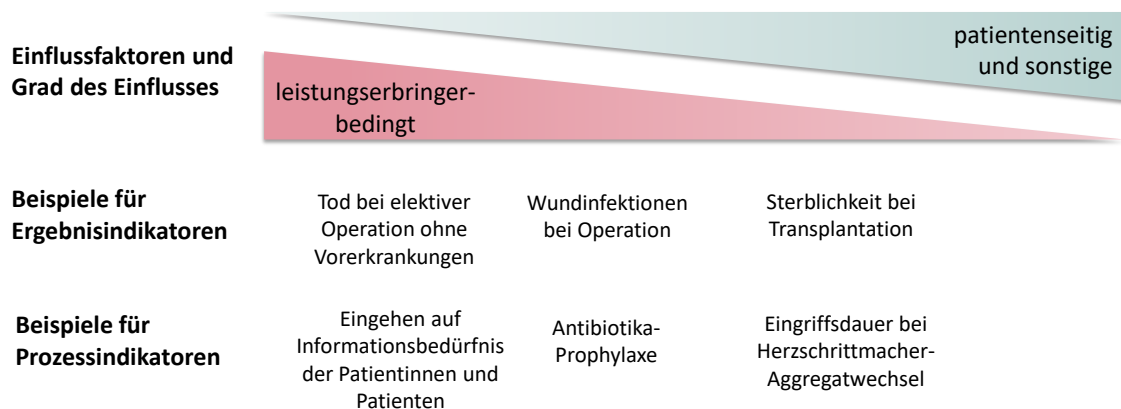 Einflussfaktoren und
Grad des Einflusses
patientenseitig
und sonstige
leistungserbringer-
bedingt
Beispiele für
Ergebnisindikatoren
Tod bei elektiver
Operation ohne
Vorerkrankungen
Wundinfektionen
bei Operation
Sterblichkeit bei
Transplantation
Beispiele für
Prozessindikatoren
Eingehen auf
Informationsbedürfnis
der Patientinnen und
Patienten
Antibiotika-
Prophylaxe
Eingriffsdauer bei
Herzschrittmacher-
Aggregatwechsel